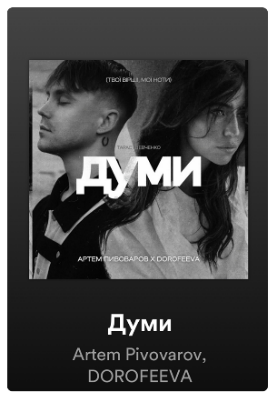 (ТВОЇ ВІРШІ, МОЇ НОТИ)
ТАРАС ШЕВЧЕНКО
ДУМИ
АРТЕМ ПИВОВАРОВ X DOROFEEVA
Думи
Artem Pivovarov,
DOROFEEVA